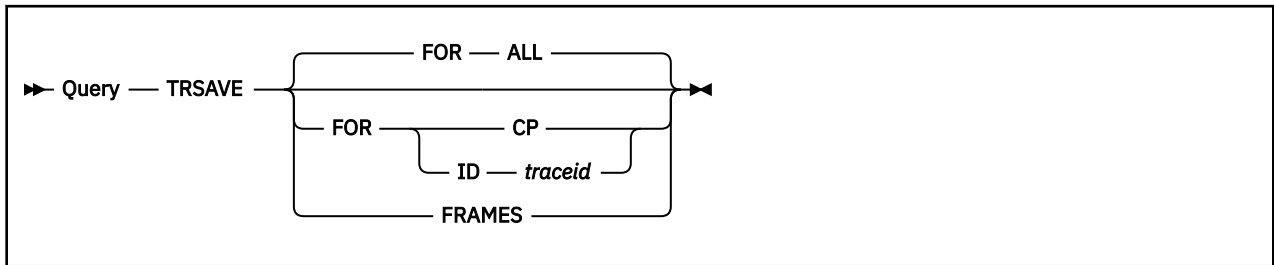 FOR ALL
Query TRSAVE
FOR CP
ID traceid
FRAMES